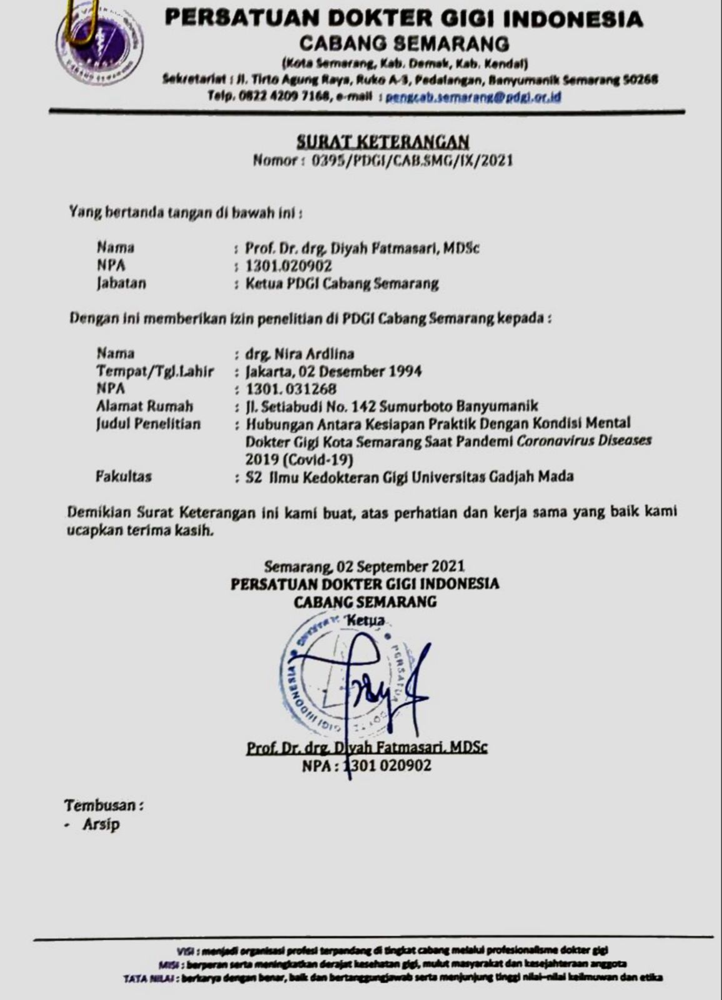 PERSATUAN DOKTER GIGI INDONESIA
CABANG SEMARANG
(Kota Semarang, Kab. Demak, Kab. Kendal)
Sekretariat : Jl. Tirto Agung Raya, Ruko A-3, Pedalangan, Banyumanik Semarang 50268
Telp. 0822 4209 7168, e-mail : pengcab.semarang@pdgi.or.id
SURAT KETERANGAN
Nomor : 0395/PDGI/CAB.SMG/IX/2021
Yang bertanda tangan di bawah ini :
Nama : Prof. Dr. drg. Diyah Fatmasari, MDSc
NPA : 1301.020902
Jabatan : Ketua PDGI Cabang Semarang
Dengan ini memberikan izin penelitian di PDGI Cabang Semarang kepada :
Nama : drg. Nira Ardlina
Tempat/Tgl.Lahir : Jakarta, 02 Desember 1994
NPA : 1301. 031268
Alamat Rumah : Jl. Setiabudi No. 142 Sumurboto Banyumanik
Judul Penelitian : Hubungan Antara Kesiapan Praktik Dengan Kondisi Mental
Dokter Gigi Kota Semarang Saat Pandemi Coronavirus Diseases
2019 (Covid-19)
Fakultas : S2 Ilmu Kedokteran Gigi Universitas Gadjah Mada
Demikian Surat Keterangan ini kami buat, atas perhatian dan kerja sama yang baik kami
ucapkan terima kasih.
Semarang, 02 September 2021
PERSATUAN DOKTER GIGI INDONESIA
CABANG SEMARANG
Ketua
GIGI INDONESIA
Prof. Dr. drg. Diyah Fatmasari, MDSc
NPA : 1301 020902
Tembusan :
- Arsip
VISI : menjadi organisasi profesi terpandang di tingkat cabang melalui profesionalisme dokter gigi
MISI : berperan serta meningkatkan derajat kesehatan gigi, mulut masyarakat dan kesejahteraan anggota
TATA NILAI : berkarya dengan benar, baik dan bertanggungjawab serta menjunjung tinggi nilai-nilai keilmuwan dan etika